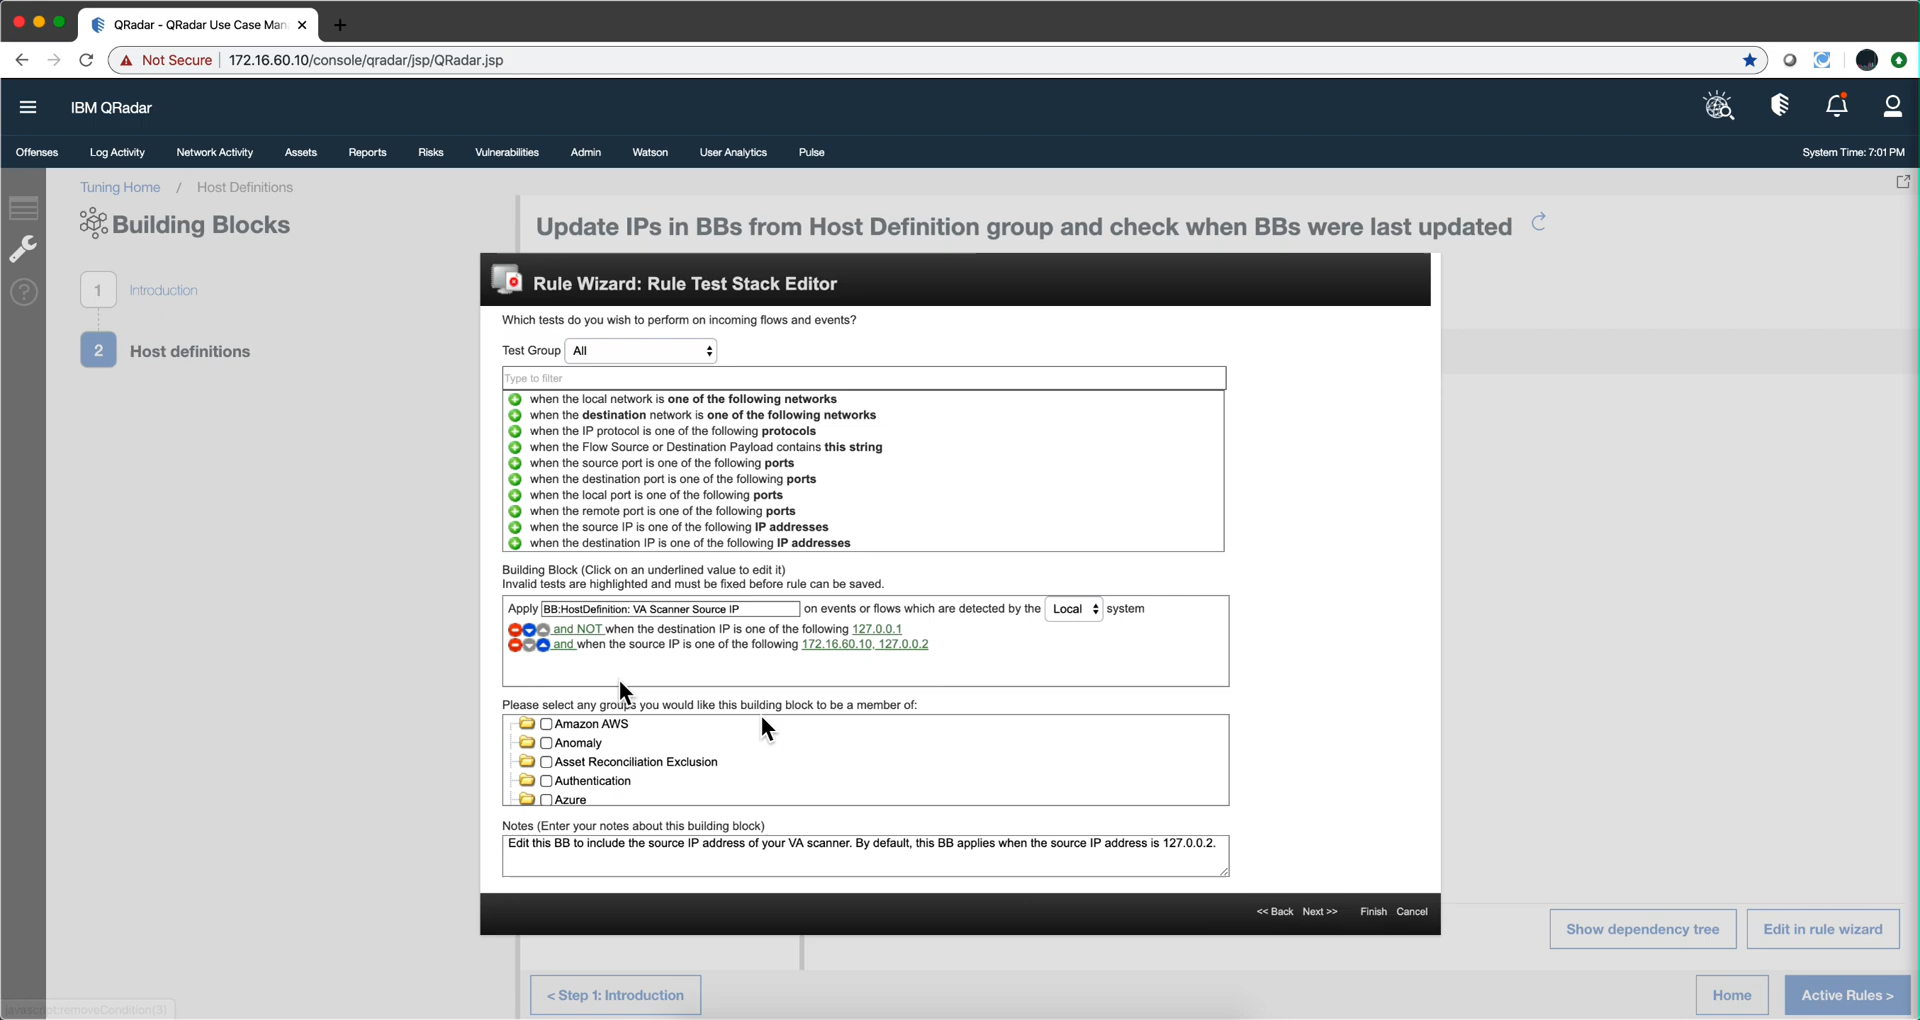 QRadar - QRadar Use Case Man
Not Secure
172.16.60.10/console/qradar/jsp/QRadar.jsp
IBM QRadar
Offenses
Log Activity
Network Activity
Assets
Reports
Risks
Vulnerabilities
Admin
Watson
User Analytics
Pulse
System Time: 7:01 PM
Tuning Home / Host Definitions
Building Blocks
Update IPs in BBs from Host Definition group and check when BBs were last updated
1
Introduction
2
Host definitions
Rule Wizard: Rule Test Stack Editor
Which tests do you wish to perform on incoming flows and events?
Test Group All
Type to filter
when the local network is one of the following networks
when the destination network is one of the following networks
when the IP protocol is one of the following protocols
when the Flow Source or Destination Payload contains this string
when the source port is one of the following ports
when the destination port is one of the following ports
when the local port is one of the following ports
when the remote port is one of the following ports
when the source IP is one of the following IP addresses
when the destination IP is one of the following IP addresses
Building Block (Click on an underlined value to edit it)
Invalid tests are highlighted and must be fixed before rule can be saved.
Apply BB:HostDefinition: VA Scanner Source IP on events or flows which are detected by the Local system
and NOT when the destination IP is one of the following 127.0.0.1
and when the source IP is one of the following 172.16.60.10, 127.0.0.2
Please select any groups you would like this building block to be a member of:
Amazon AWS
Anomaly
Asset Reconciliation Exclusion
Authentication
Azure
Notes (Enter your notes about this building block)
Edit this BB to include the source IP address of your VA scanner. By default, this BB applies when the source IP address is 127.0.0.2.
<< Back
Next >>
Finish
Cancel
Show dependency tree
Edit in rule wizard
< Step 1: Introduction
Home
Active Rules >
javascript:removeCondition(3)